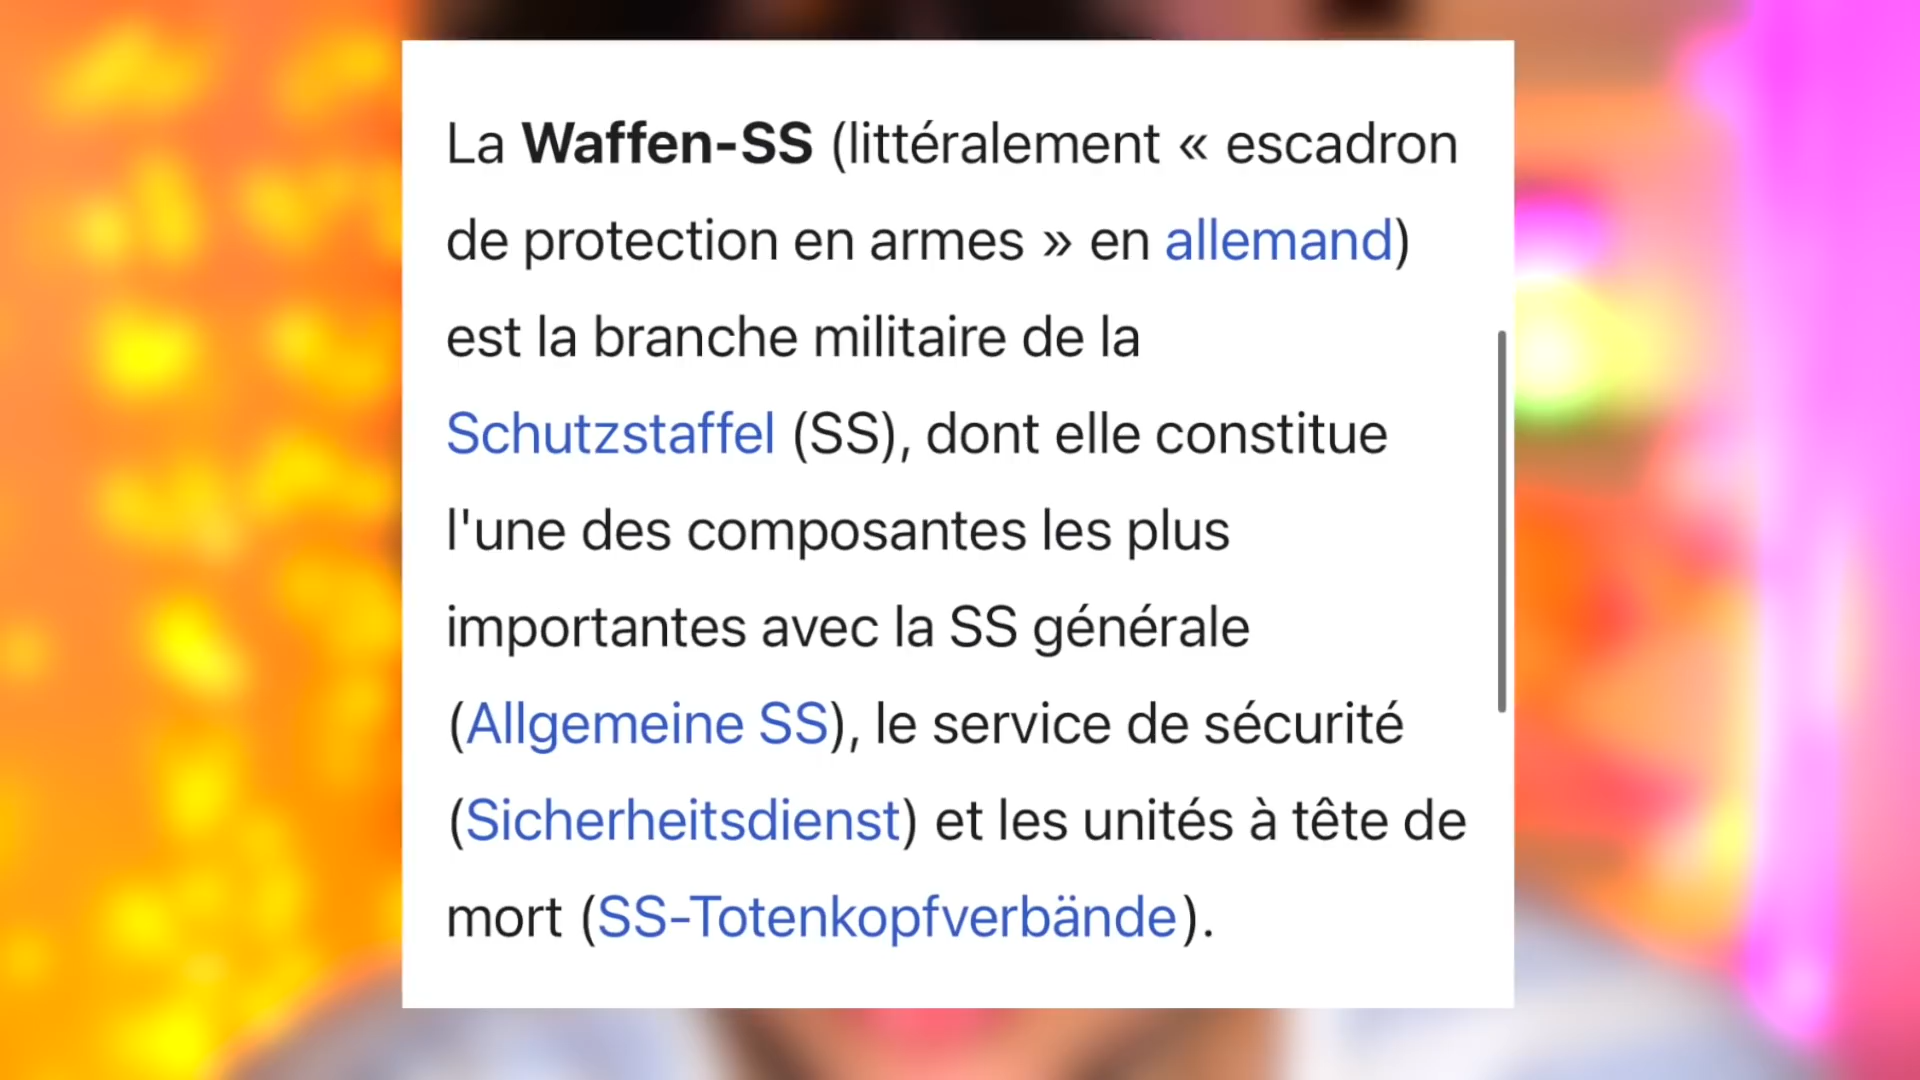 La Waffen-SS (littéralement « escadron
de protection en armes » en allemand)
est la branche militaire de la
Schutzstaffel (SS), dont elle constitue
l'une des composantes les plus
importantes avec la SS générale
(Allgemeine SS), le service de sécurité
(Sicherheitsdienst) et les unités à tête de
mort (SS-Totenkopfverbände).